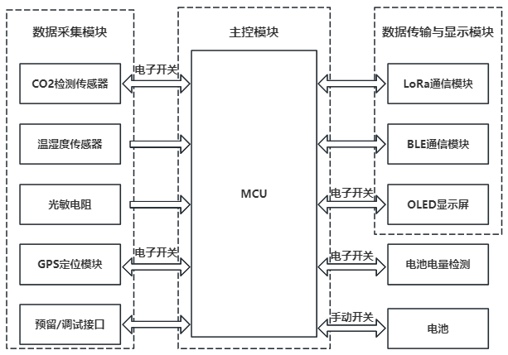 数据采集模块
主控模块
数据传输与显示模块
CO2检测传感器
电子开关
LoRa通信模块
温湿度传感器
BLE通信模块
光敏电阻
MCU
电子开关
OLED显示屏
GPS定位模块
电子开关
电子开关
电池电量检测
预留/调试接口
手动开关
电池